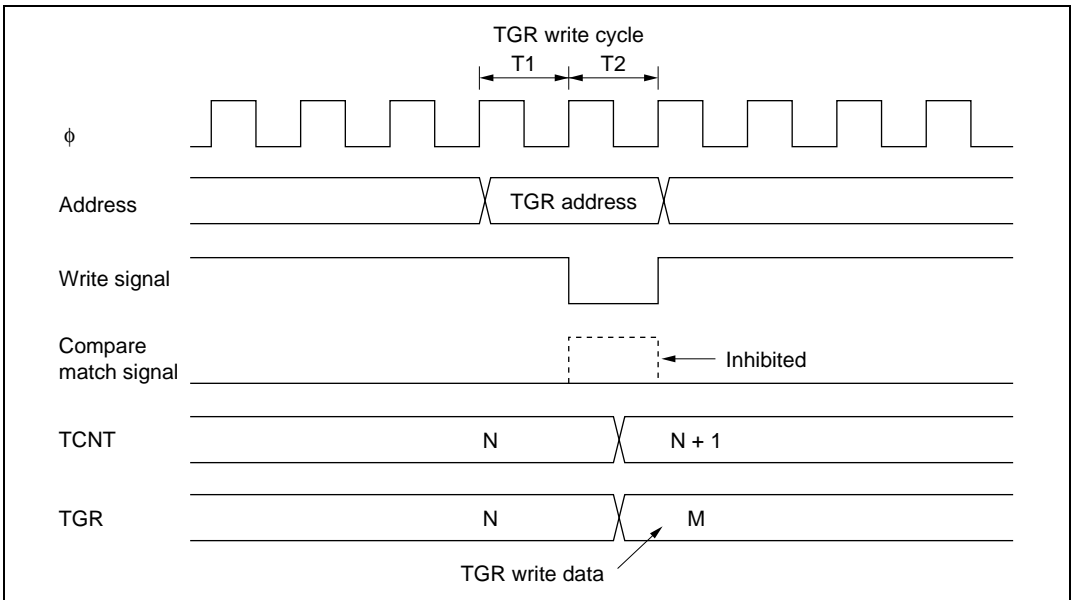 TGR write cycle
T1 T2
φ
Address TGR address
Write signal
Compare
match signal Inhibited
TCNT N N + 1
TGR N M
TGR write data